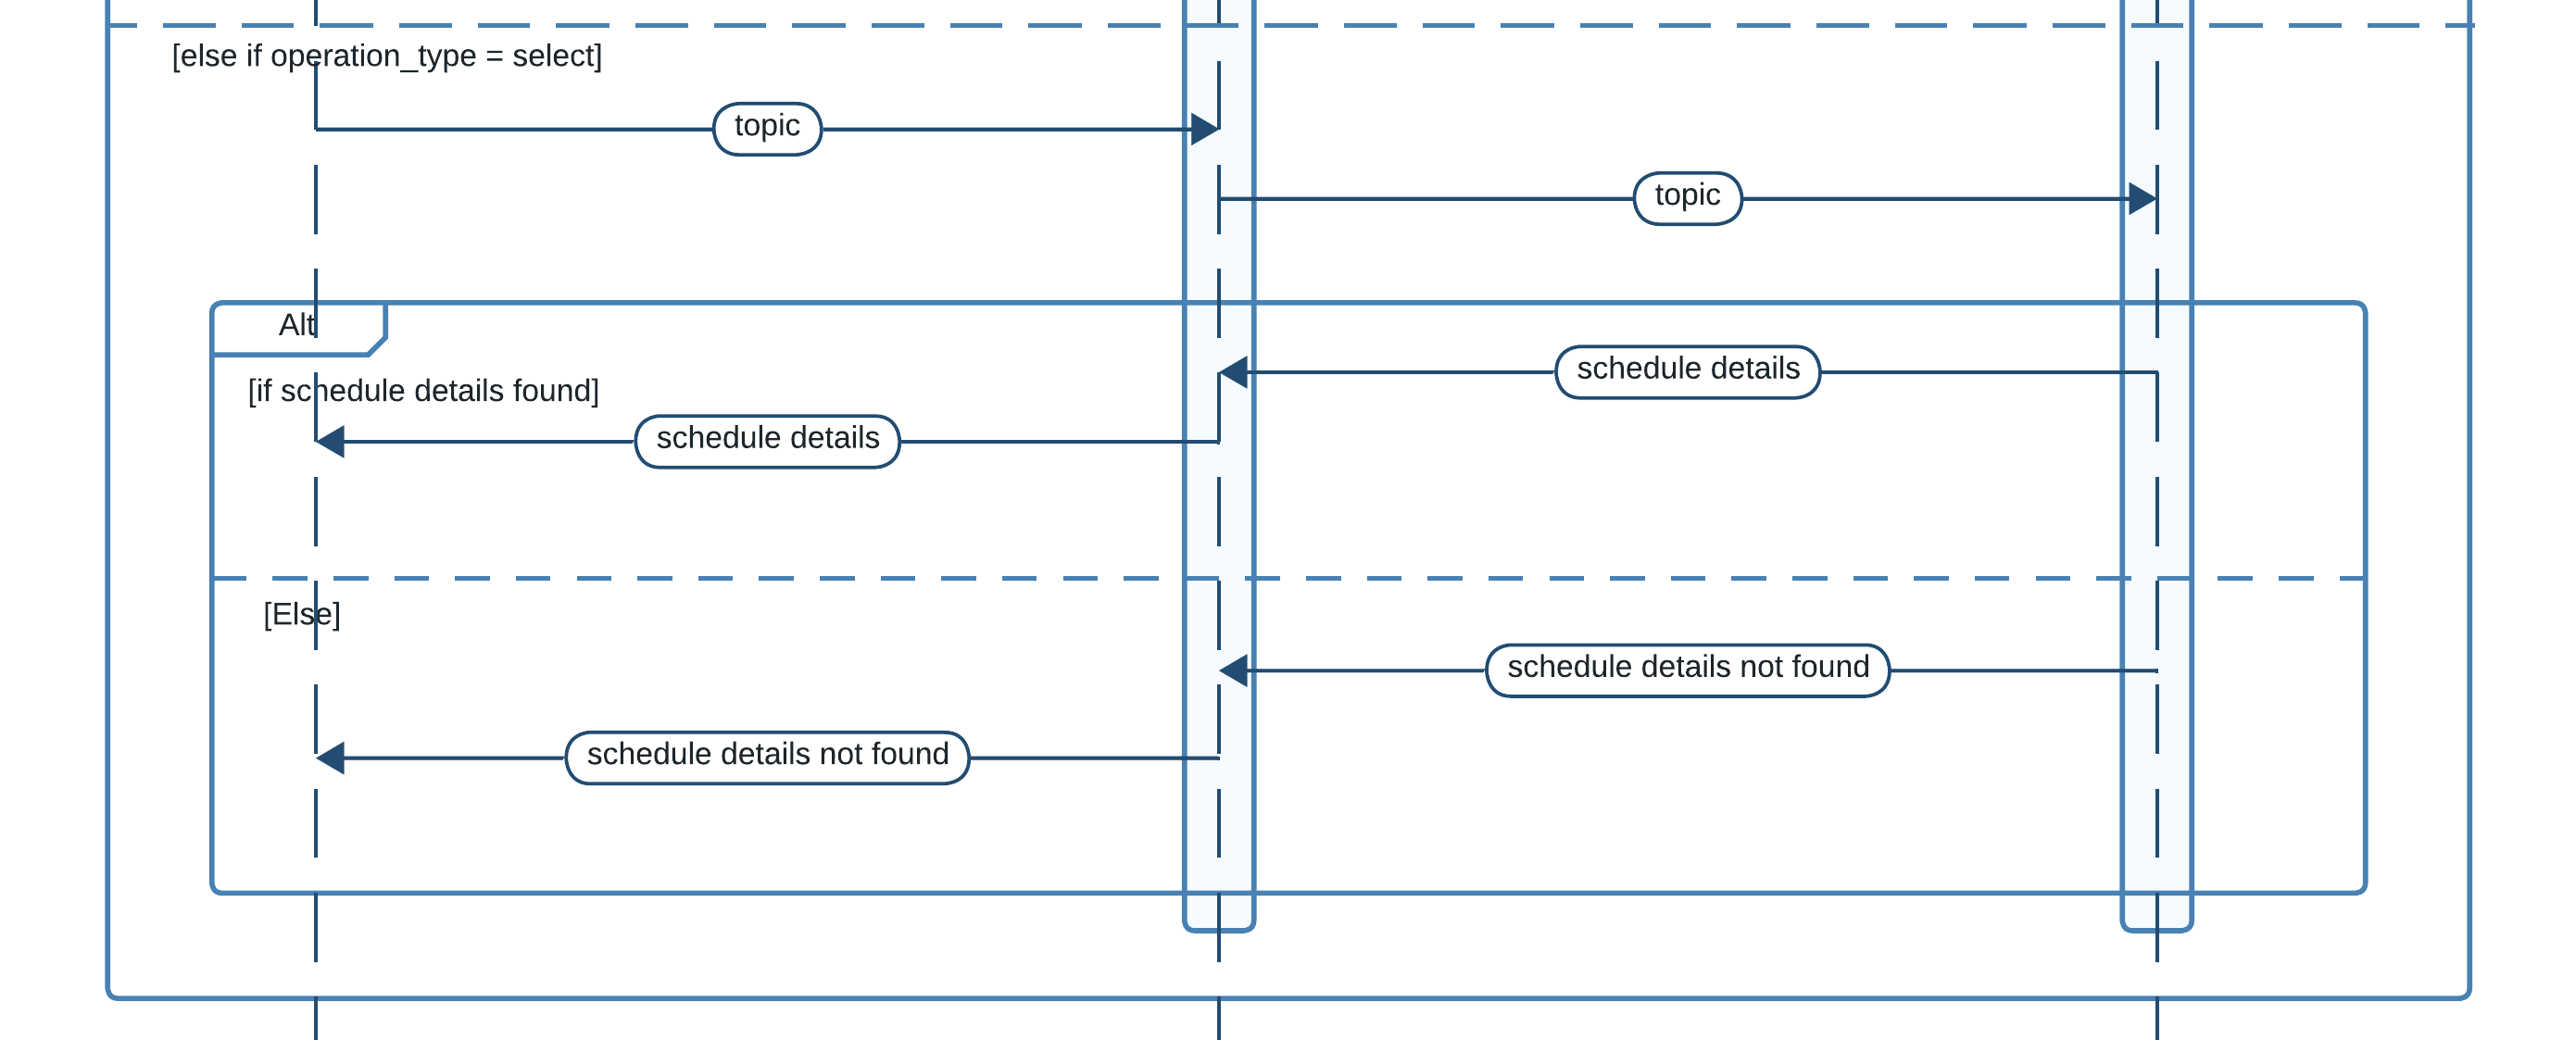 [else if operation_type = select]
topic
topic
Alt
schedule details
[if schedule details found]
schedule details
[Else]
schedule details not found
schedule details not found